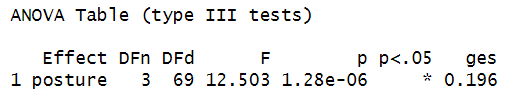 ANOVA Table (type III tests)
Effect DFn DFd F p p<.05 ges
1 posture 3 69 12.503 1.28e-06 * 0.196